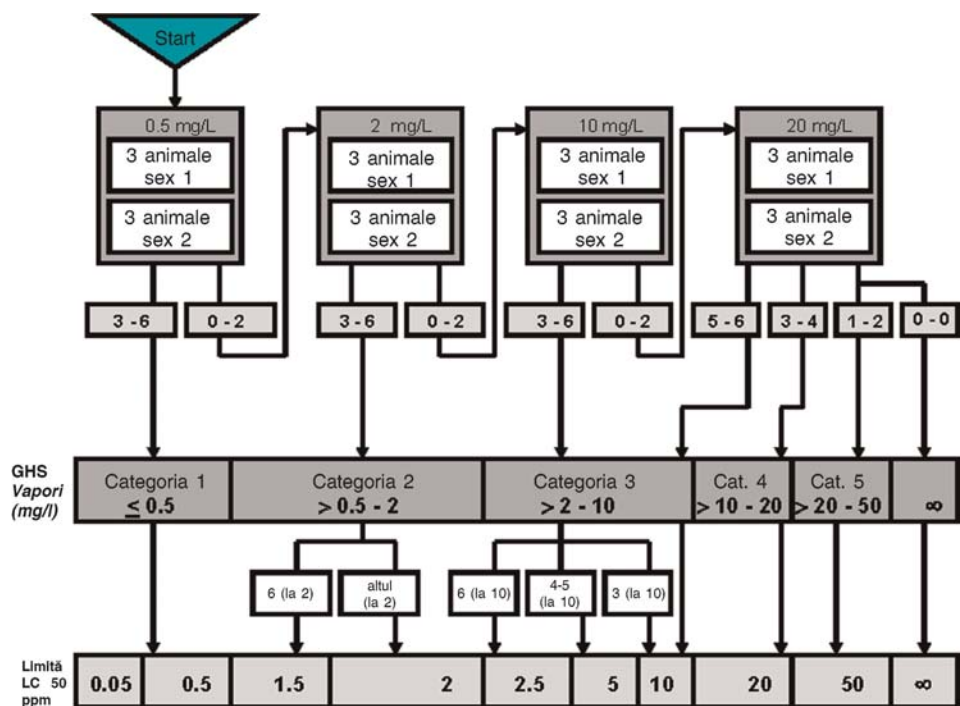 Start
0.5 mg/L
2 mg/L
10 mg/L
20 mg/L
3 animale
sex 1
3 animale
sex 1
3 animale
sex 1
3 animale
sex 1
3 animale
sex 2
3 animale
sex 2
3 animale
sex 2
3 animale
sex 2
3 - 6
0 - 2
3 - 6
0 - 2
3 - 6
0 - 2
5 - 6
3 - 4
1 - 2
0 - 0
GHS
Vapori
(mg/l)
Categoria 1
≤ 0.5
Categoria 2
> 0.5 - 2
Categoria 3
> 2 - 10
Cat. 4
> 10 - 20
Cat. 5
> 20 - 50
∞
6 (la 2)
altul
(la 2)
6 (la 10)
4-5
(la 10)
3 (la 10)
Limită
LC 50
ppm
0.05
0.5
1.5
2
2.5
5
10
20
50
∞